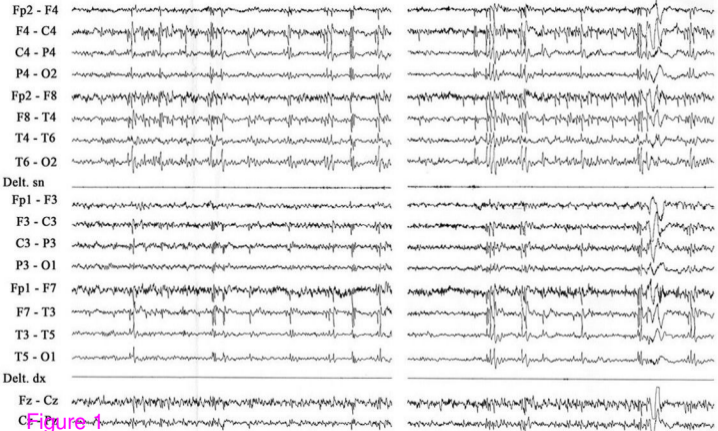 Fp2 - F4
F4 - C4
C4 - P4
P4 - O2
Fp2 - F8
F8 - T4
T4 - T6
T6 - O2
Delt. sn
Fp1 - F3
F3 - C3
C3 - P3
P3 - O1
Fp1 - F7
F7 - T3
T3 - T5
T5 - O1
Delt. dx
Fz - Cz
Figure 1